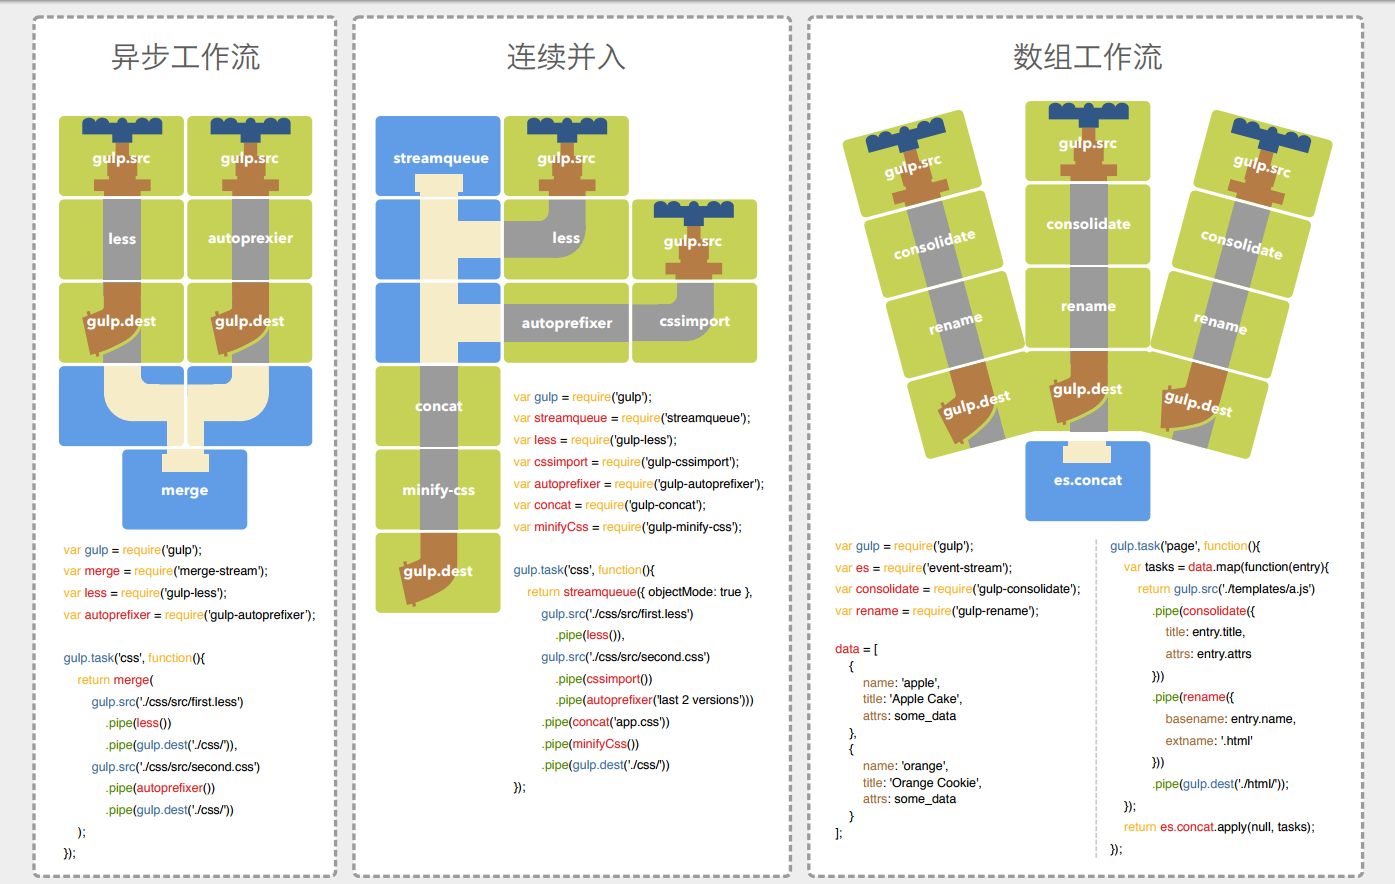 异步工作流
gulp.src
gulp.src
less
autoprexier
gulp.dest
gulp.dest
merge
var gulp = require('gulp');
var merge = require('merge-stream');
var less = require('gulp-less');
var autoprefixer = require('gulp-autoprefixer');
gulp.task('css', function(){
return merge(
gulp.src('./css/src/first.less')
.pipe(less())
.pipe(gulp.dest('./css/')),
gulp.src('./css/src/second.css')
.pipe(autoprefixer())
.pipe(gulp.dest('./css/'))
);
});
连续并入
streamqueue
gulp.src
less
gulp.src
autoprefixer
cssimport
concat
minify-css
gulp.dest
var gulp = require('gulp');
var streamqueue = require('streamqueue');
var less = require('gulp-less');
var cssimport = require('gulp-cssimport');
var autoprefixer = require('gulp-autoprefixer');
var concat = require('gulp-concat');
var minifyCss = require('gulp-minify-css');
gulp.task('css', function(){
return streamqueue({ objectMode: true },
gulp.src('./css/src/first.less')
.pipe(less()),
gulp.src('./css/src/second.css')
.pipe(cssimport())
.pipe(autoprefixer('last 2 versions')))
.pipe(concat('app.css'))
.pipe(minifyCss())
.pipe(gulp.dest('./css/'))
});
数组工作流
gulp.src
gulp.src
gulp.src
consolidate
consolidate
consolidate
rename
rename
rename
gulp.dest
gulp.dest
gulp.dest
es.concat
var gulp = require('gulp');
var es = require('event-stream');
var consolidate = require('gulp-consolidate');
var rename = require('gulp-rename');
data = [
{
name: 'apple',
title: 'Apple Cake',
attrs: some_data
},
{
name: 'orange',
title: 'Orange Cookie',
attrs: some_data
}
];
gulp.task('page', function(){
var tasks = data.map(function(entry){
return gulp.src('./templates/a.js')
.pipe(consolidate({
title: entry.title,
attrs: entry.attrs
}))
.pipe(rename({
basename: entry.name,
extname: '.html'
}))
.pipe(gulp.dest('./html/'));
});
return es.concat.apply(null, tasks);
});